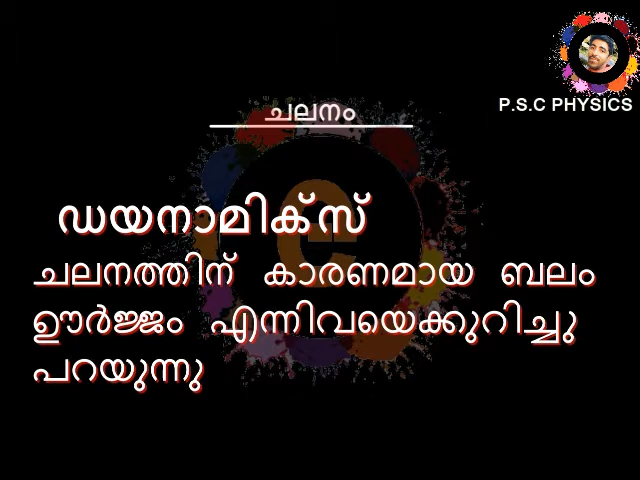 P.S.C PHYSICS
ചലനം
ഡയനാമിക്സ്
ചലനത്തിന് കാരണമായ ബലം
ഊർജ്ജം എന്നിവയെക്കുറിച്ചു
പറയുന്നു